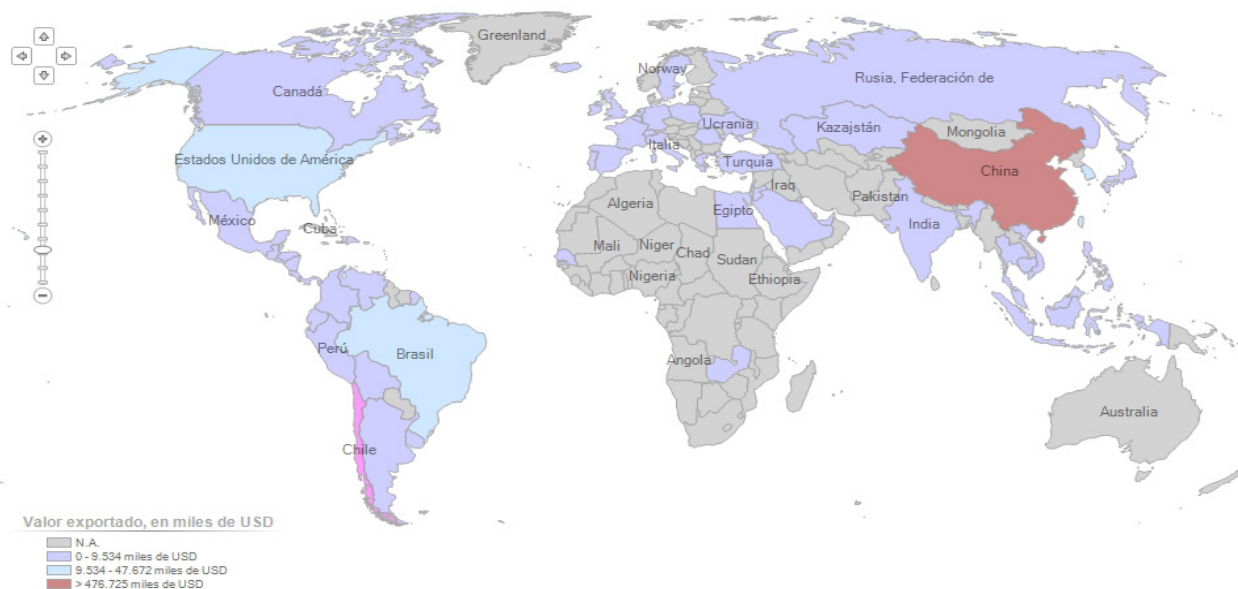 Greenland
Norway
Rusia, Federación de
Canadá
Ucrania
Kazajstán
Mongolia
Italia
Estados Unidos de América
Turquia
China
Iraq
Pakistán
Algeria
Egipto
México
Cuba
India
Mali
Niger
Chad
Sudan
Nigeria
Ethiopia
Perú
Brasil
Angola
Australia
Chile
Valor exportado, en miles de USD
N.A.
0 - 9.534 miles de USD
9.534 - 47.672 miles de USD
> 476.725 miles de USD